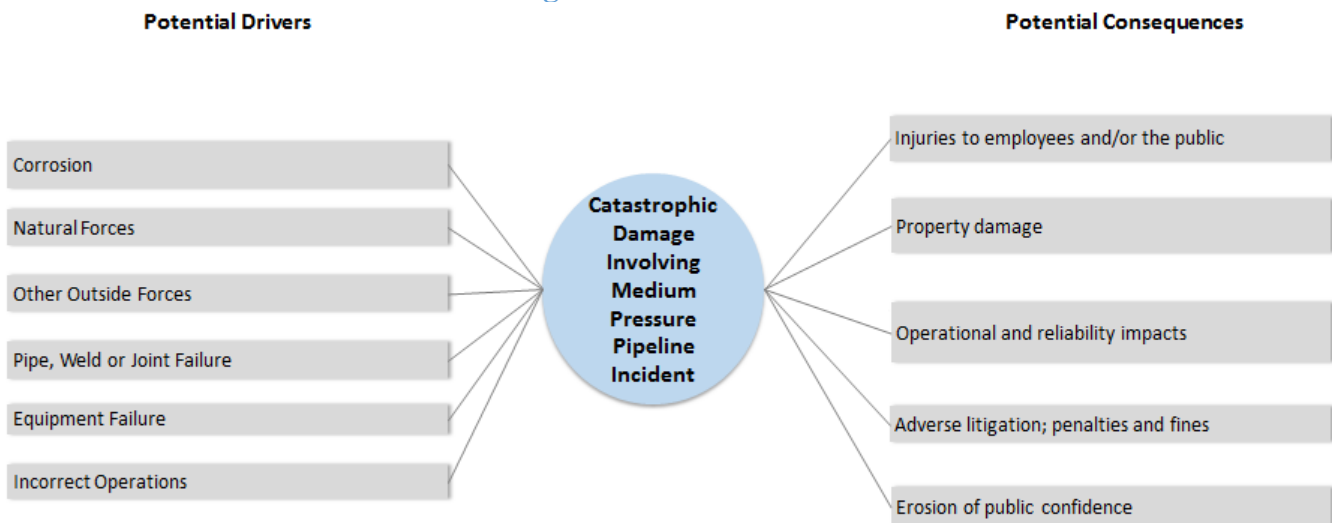 Potential Drivers
Potential Consequences
Corrosion
Natural Forces
Other Outside Forces
Pipe, Weld or Joint Failure
Equipment Failure
Incorrect Operations
Catastrophic
Damage
Involving
Medium
Pressure
Pipeline
Incident
Injuries to employees and/or the public
Property damage
Operational and reliability impacts
Adverse litigation; penalties and fines
Erosion of public confidence